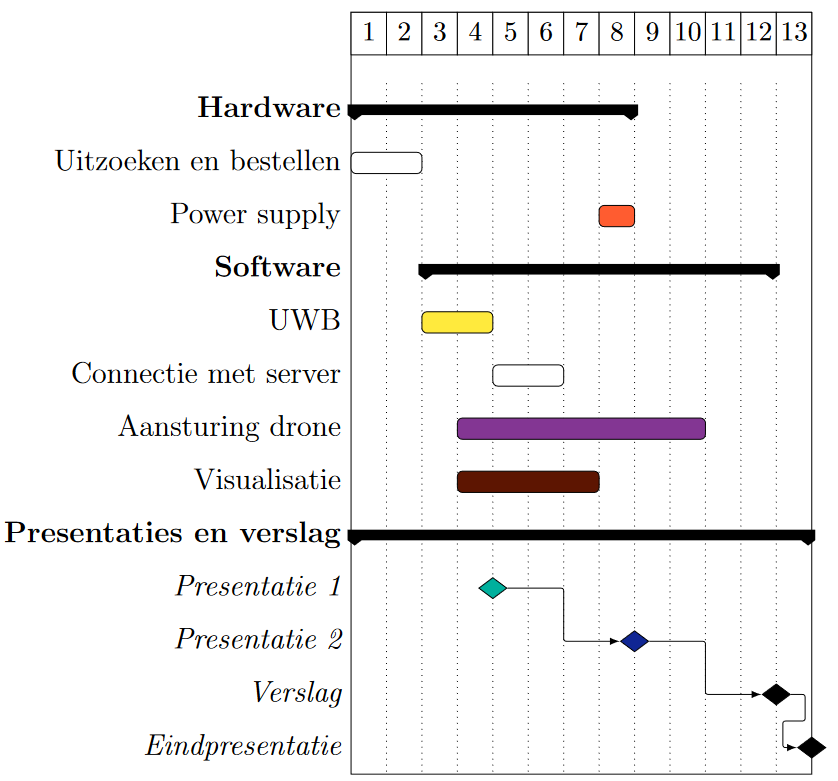 1 2 3 4 5 6 7 8 9 10 11 12 13
Hardware
Uitzoeken en bestellen
Power supply
Software
UWB
Connectie met server
Aansturing drone
Visualisatie
Presentaties en verslag
Presentatie 1
Presentatie 2
Verslag
Eindpresentatie